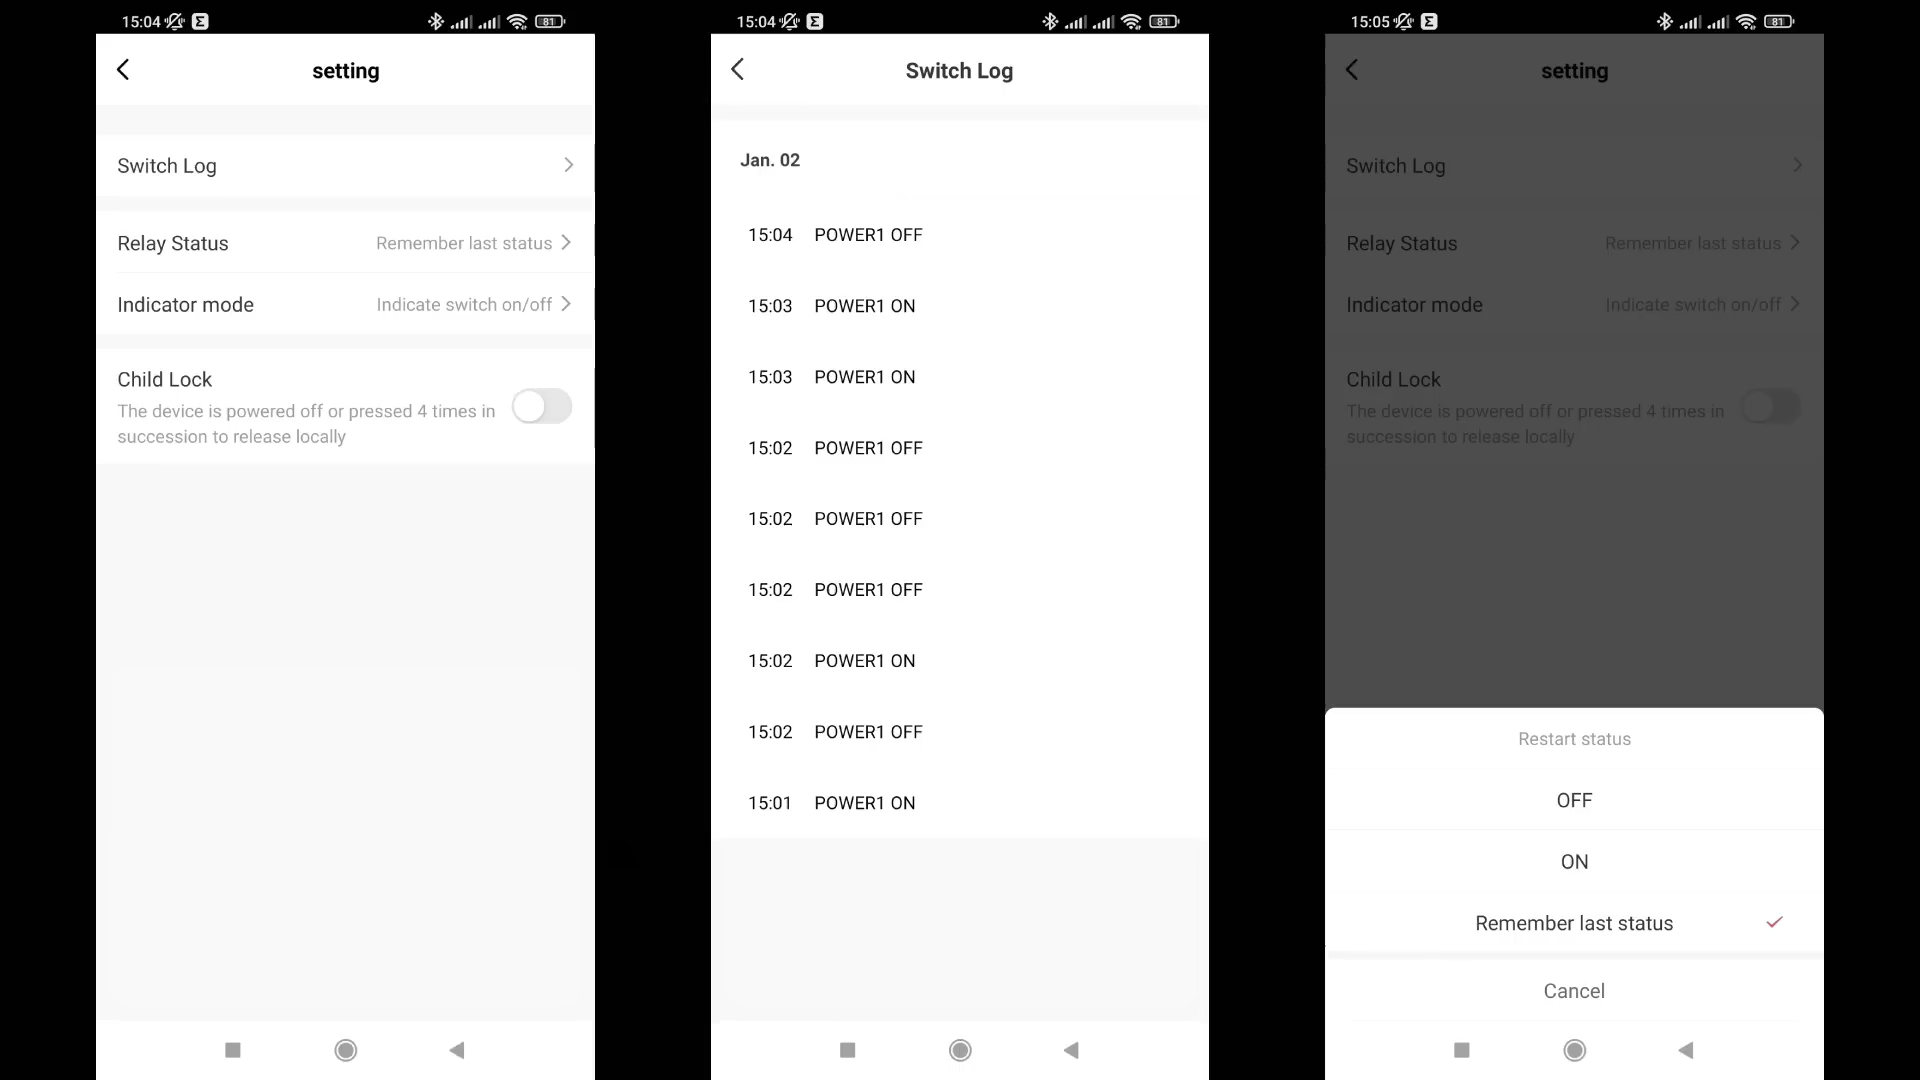 15:04
81
setting
Switch Log
Relay Status Remember last status
Indicator mode Indicate switch on/off
Child Lock
The device is powered off or pressed 4 times in
succession to release locally
15:04
81
Switch Log
Jan. 02
15:04 POWER1 OFF
15:03 POWER1 ON
15:03 POWER1 ON
15:02 POWER1 OFF
15:02 POWER1 OFF
15:02 POWER1 OFF
15:02 POWER1 ON
15:02 POWER1 OFF
15:01 POWER1 ON
15:05
81
setting
Switch Log
Relay Status Remember last status
Indicator mode Indicate switch on/off
Child Lock
The device is powered off or pressed 4 times in
succession to release locally
Restart status
OFF
ON
Remember last status
Cancel